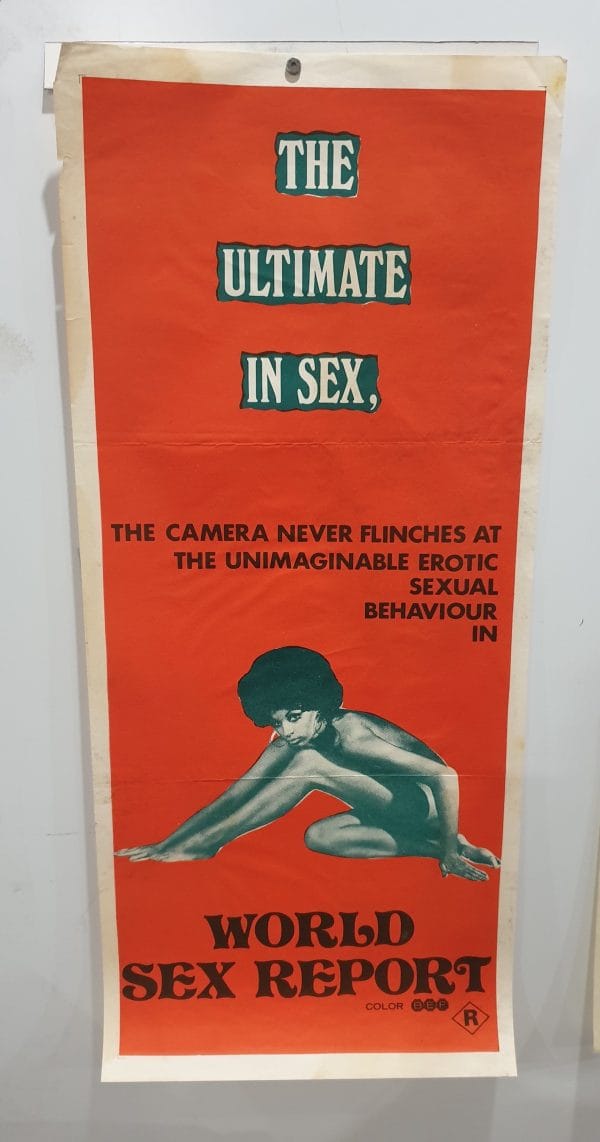 THE
ULTIMATE
IN SEX,
THE CAMERA NEVER FLINCHES AT
THE UNIMAGINABLE EROTIC
SEXUAL
BEHAVIOUR
IN
WORLD
SEX REPORT
COLOR BEF
R